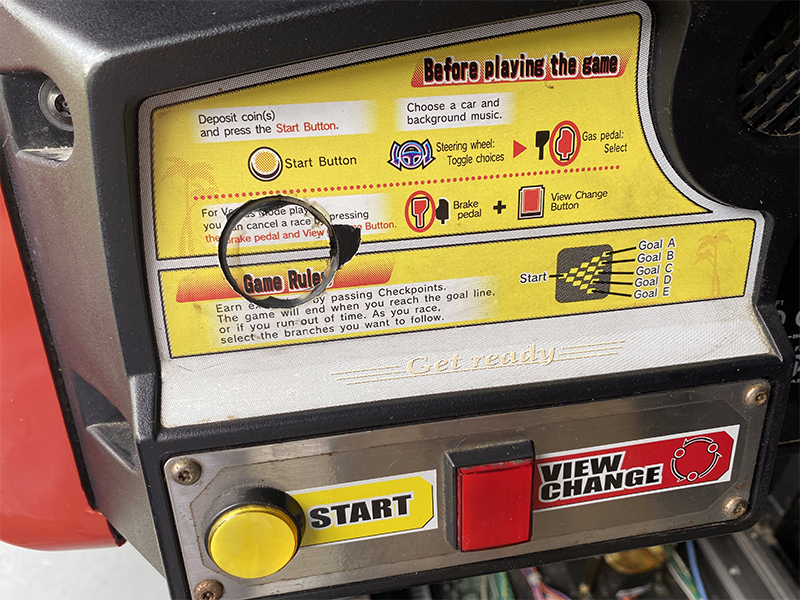 Before playing the game
Deposit coin(s)
and press the Start Button.
Choose a car and
background music.
Start Button
Steering wheel:
Toggle choices
Gas pedal:
Select
For Mode play pressing
you can cancel a race by
the Brake pedal and View Button.
Brake
pedal
+
View Change
Button
Game Rules
Earn by passing Checkpoints.
The game will end when you reach the goal line,
or if you run out of time. As you race,
select the branches you want to follow.
Start
Goal A
Goal B
Goal C
Goal D
Goal E
Get ready
START
VIEW
CHANGE